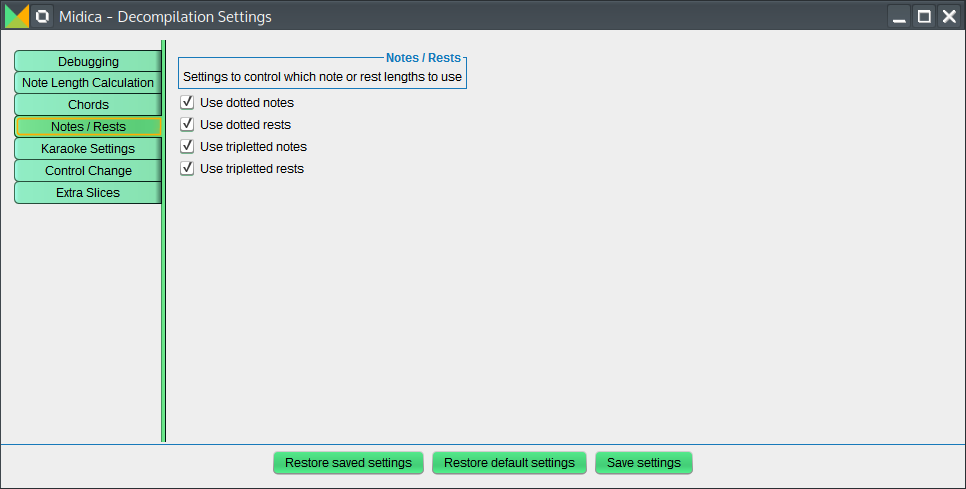 Midica - Decompilation Settings
Debugging
Note Length Calculation
Chords
Notes / Rests
Karaoke Settings
Control Change
Extra Slices
Notes / Rests
Settings to control which note or rest lengths to use
Use dotted notes
Use dotted rests
Use tripletted notes
Use tripletted rests
Restore saved settings
Restore default settings
Save settings